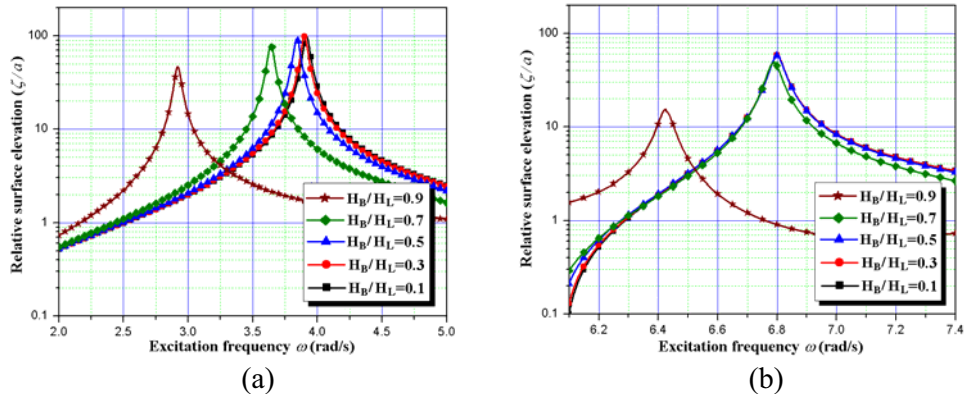 Relative surface elevation (ζ/a)
100
10
1
0.1
H_B/H_L=0.9
H_B/H_L=0.7
H_B/H_L=0.5
H_B/H_L=0.3
H_B/H_L=0.1
2.0 2.5 3.0 3.5 4.0 4.5 5.0
Excitation frequency ω (rad/s)
(a)
Relative surface elevation (ζ/a)
100
10
1
0.1
H_B/H_L=0.9
H_B/H_L=0.7
H_B/H_L=0.5
H_B/H_L=0.3
H_B/H_L=0.1
6.2 6.4 6.6 6.8 7.0 7.2 7.4
Excitation frequency ω (rad/s)
(b)